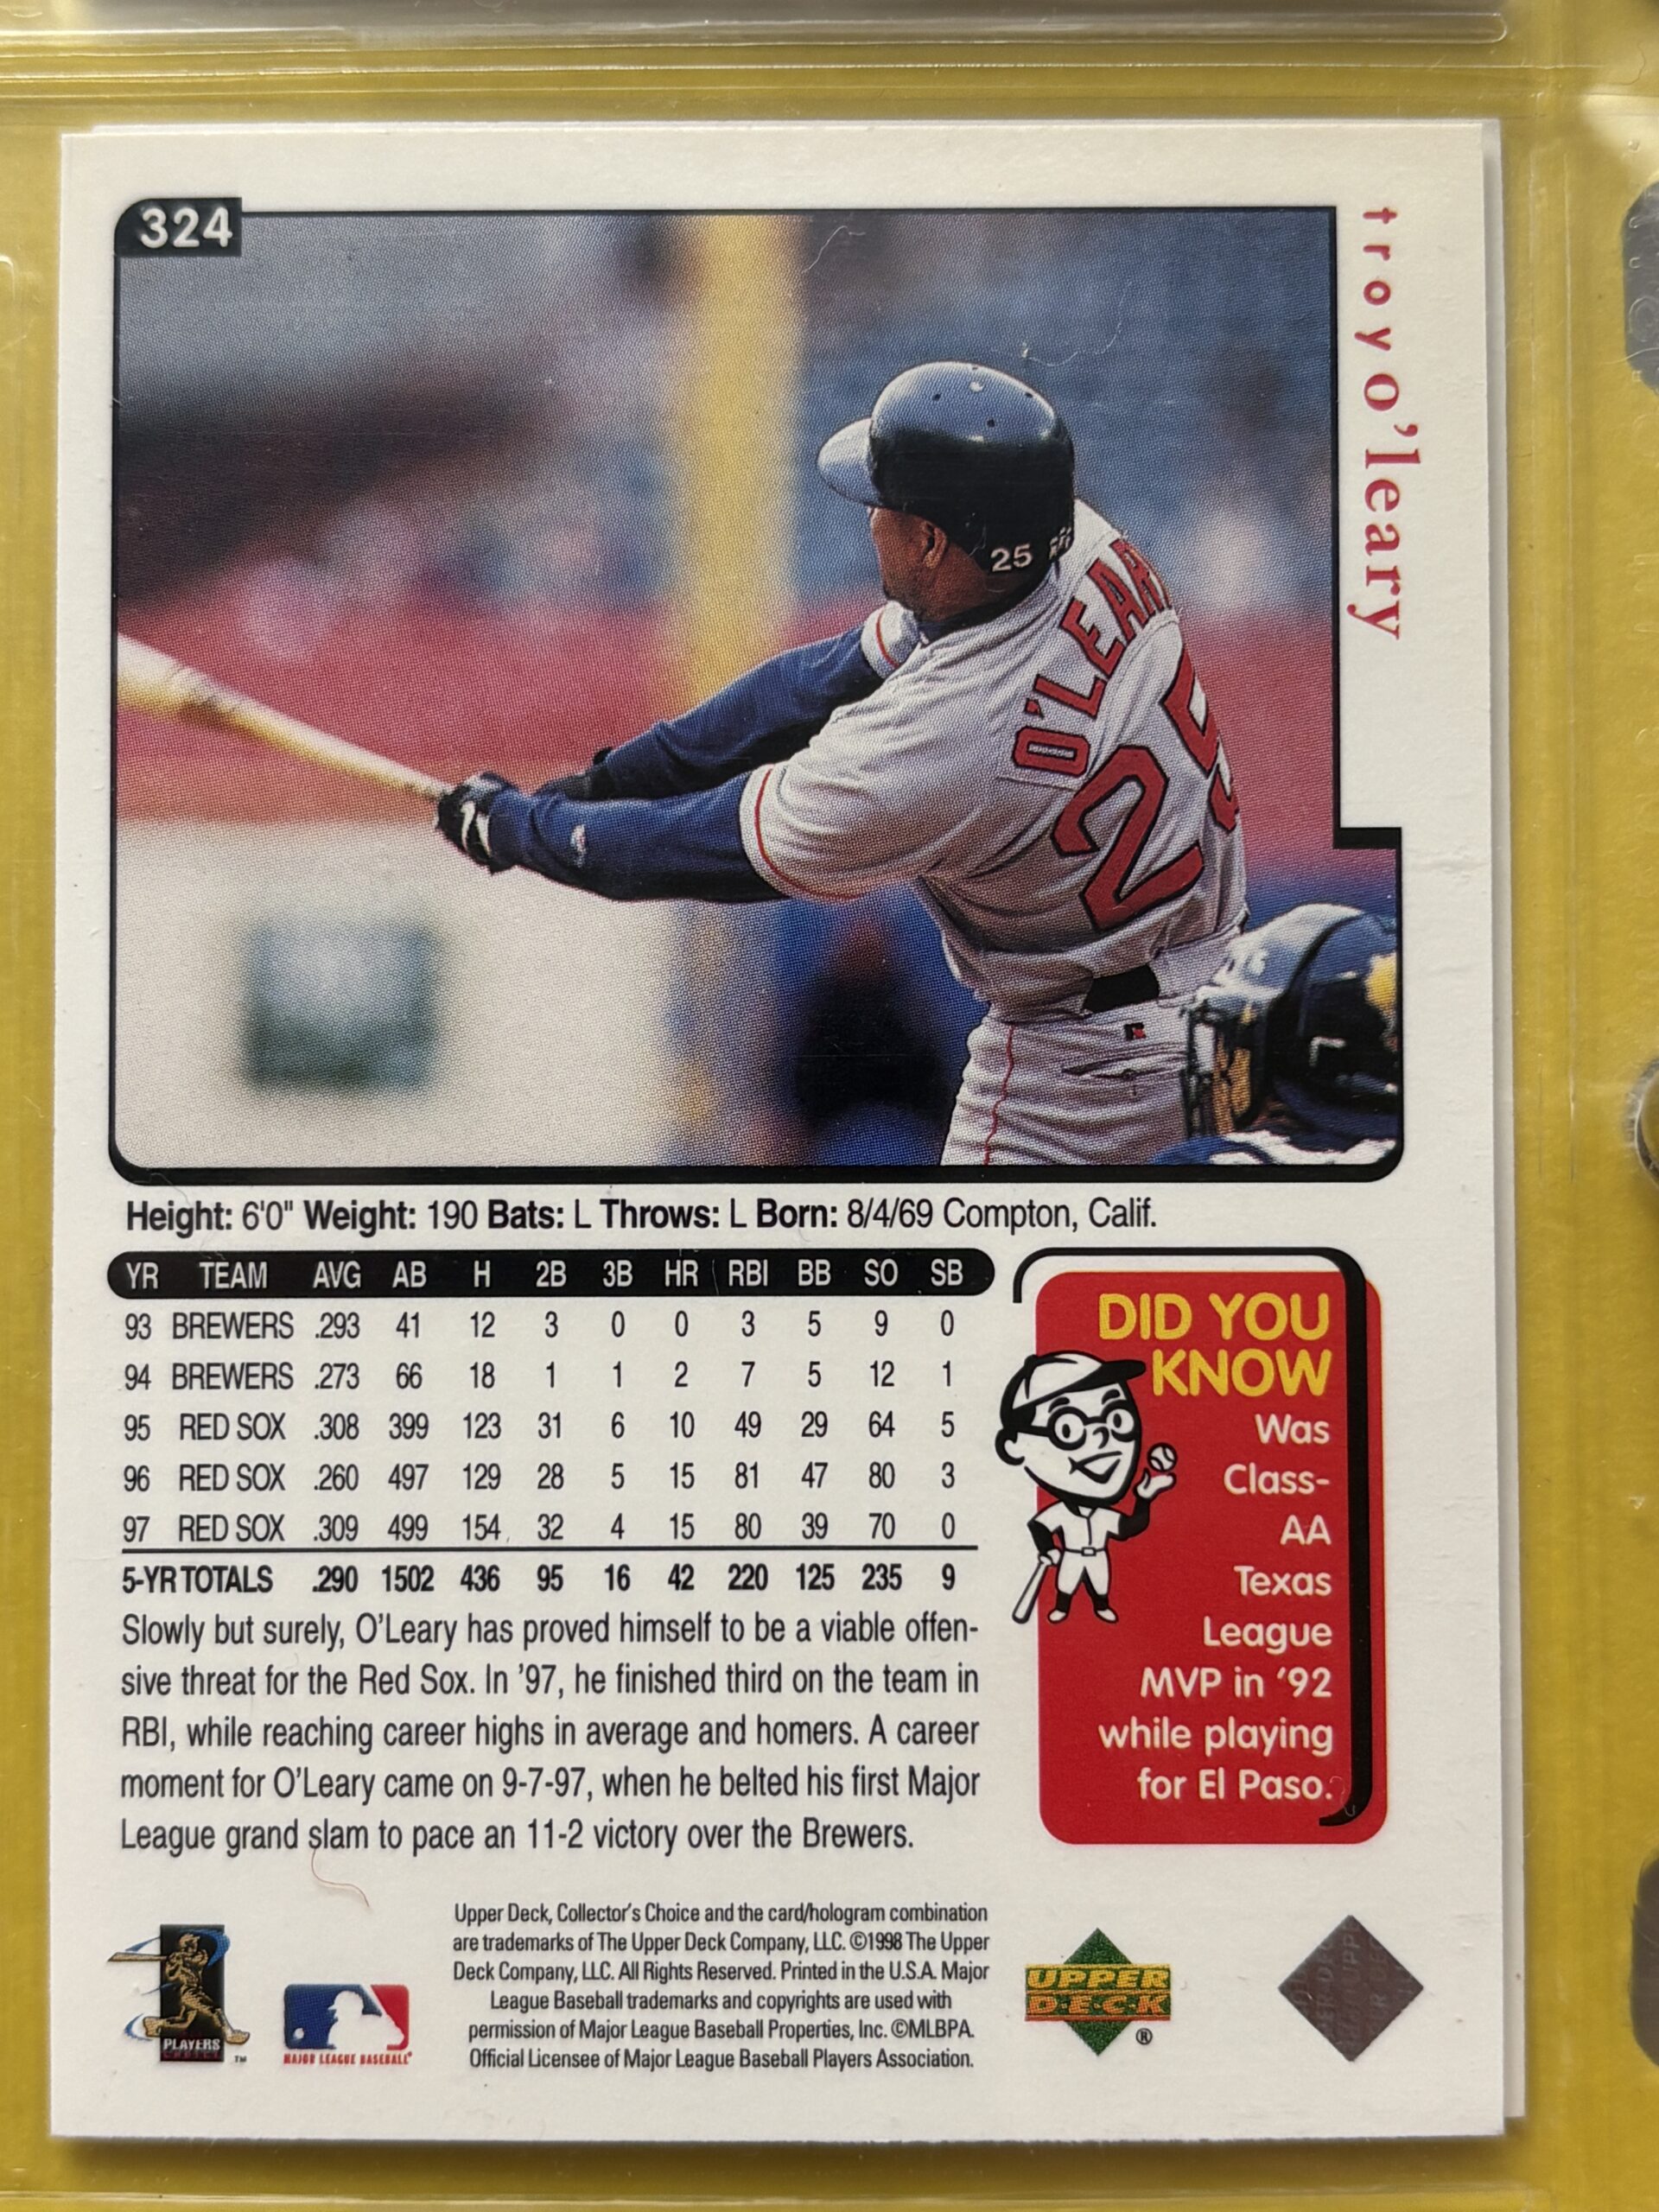 324
troy o'leary
25
O'LEAR
25
Height: 6'0" Weight: 190 Bats: L Throws: L Born: 8/4/69 Compton, Calif.
YR TEAM AVG AB H 2B 3B HR RBI BB SO SB
93 BREWERS .293 41 12 3 0 0 3 5 9 0
94 BREWERS .273 66 18 1 1 2 7 5 12 1
95 RED SOX .308 399 123 31 6 10 49 29 64 5
96 RED SOX .260 497 129 28 5 15 81 47 80 3
97 RED SOX .309 499 154 32 4 15 80 39 70 0
5-YR TOTALS .290 1502 436 95 16 42 220 125 235 9
Slowly but surely, O'Leary has proved himself to be a viable offen-
sive threat for the Red Sox. In '97, he finished third on the team in
RBI, while reaching career highs in average and homers. A career
moment for O'Leary came on 9-7-97, when he belted his first Major
League grand slam to pace an 11-2 victory over the Brewers.
DID YOU
KNOW
Was
Class-
AA
Texas
League
MVP in '92
while playing
for El Paso.
PLAYERS
TM
MAJOR LEAGUE BASEBALL
Upper Deck, Collector's Choice and the card/hologram combination
are trademarks of The Upper Deck Company, LLC. ©1998 The Upper
Deck Company, LLC. All Rights Reserved. Printed in the U.S.A. Major
League Baseball trademarks and copyrights are used with
permission of Major League Baseball Properties, Inc. ©MLBPA.
Official Licensee of Major League Baseball Players Association.
UPPER
D·E·C·K
®